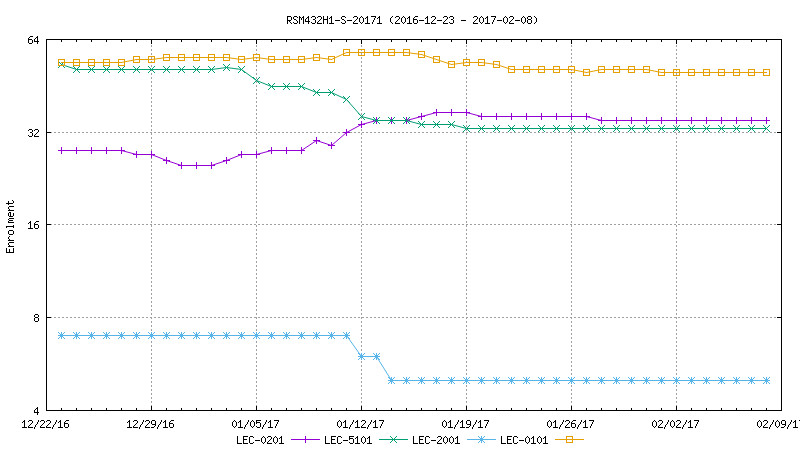 RSM432H1-S-20171 (2016-12-23 - 2017-02-08)
64
32
16
8
4
Enrolment
12/22/16 12/29/16 01/05/17 01/12/17 01/19/17 01/26/17 02/02/17 02/09/1
LEC-0201 LEC-5101 LEC-2001 LEC-0101